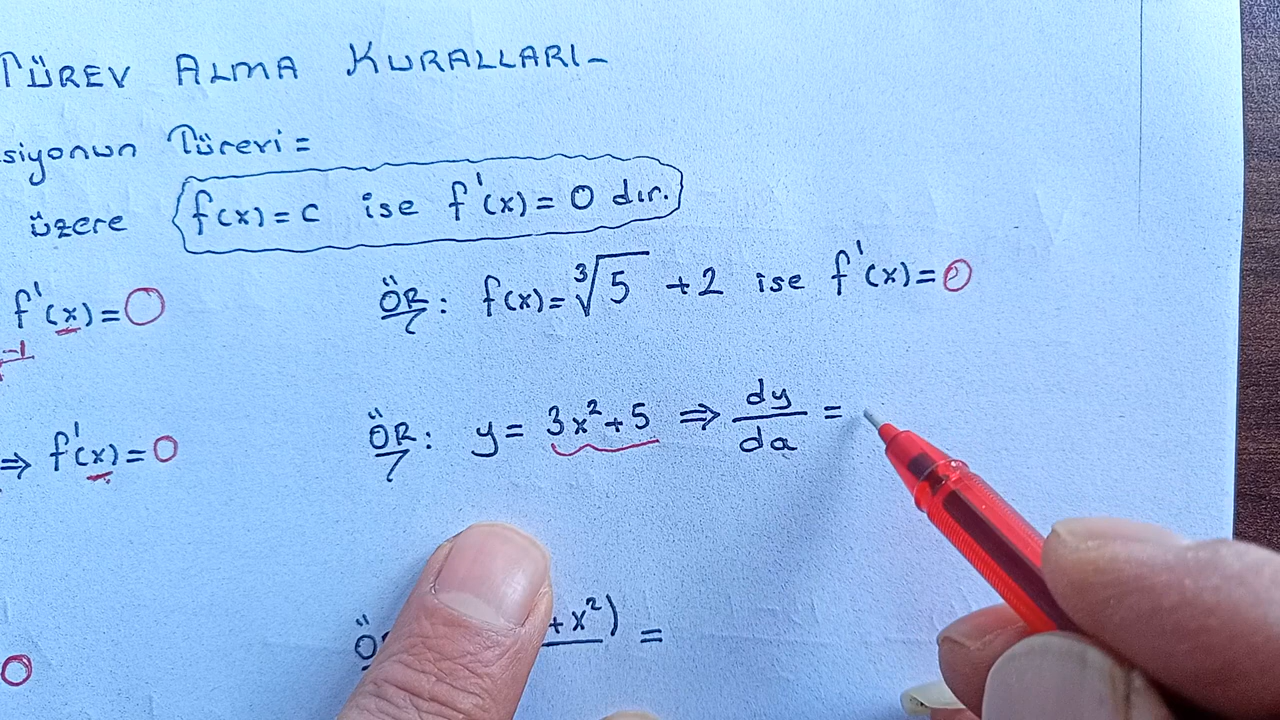 TÜREV ALMA KURALLARI-
siyonun Türevi =
üzere f(x) = c ise f'(x) = 0 dır.
f'(x) = 0
ÖR: f(x) = ∛5 + 2 ise f'(x) = 0
-1
ÖR: y = 3x² + 5 ⇒ dy/da =
⇒ f'(x) = 0
+ x²) =
0